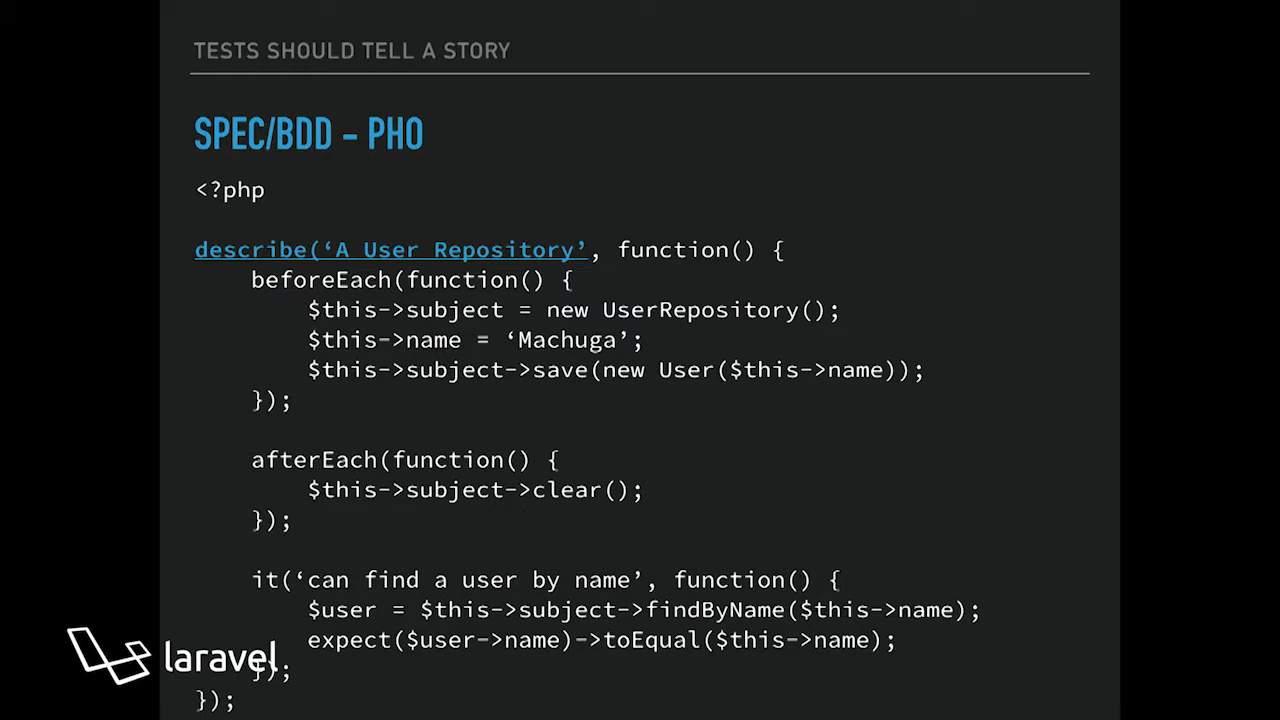 TESTS SHOULD TELL A STORY
SPEC/BDD – PHO
<?php
describe(‘A User Repository’, function() {
    beforeEach(function() {
        $this->subject = new UserRepository();
        $this->name = ‘Machuga’;
        $this->subject->save(new User($this->name));
    });
    afterEach(function() {
        $this->subject->clear();
    });
    it(‘can find a user by name’, function() {
        $user = $this->subject->findByName($this->name);
        expect($user->name)->toEqual($this->name);
    });
});
laravel